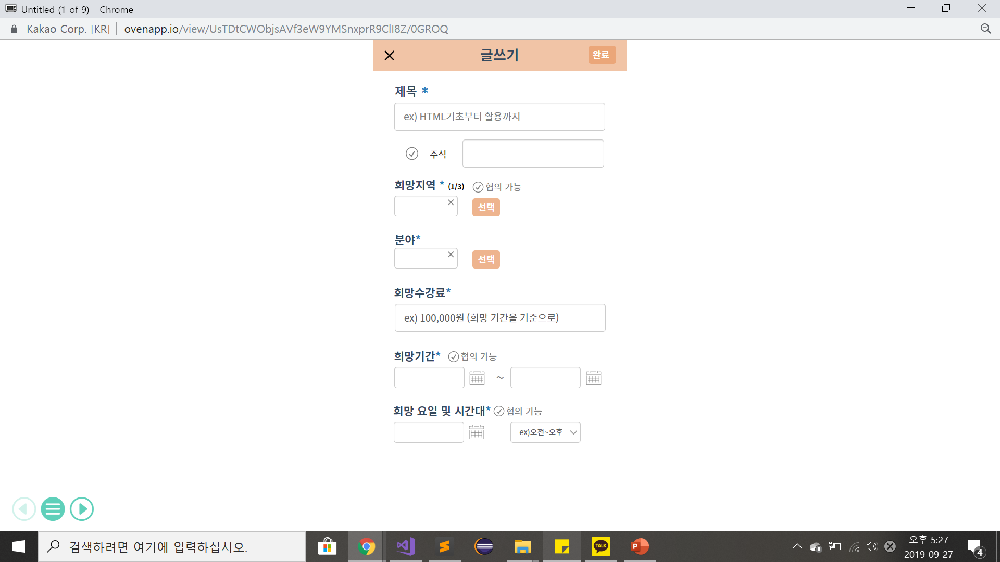 Untitled (1 of 9) - Chrome
Kakao Corp. [KR] | ovenapp.io/view/UsTDtCWObjsAVf3eW9YMSnxprR9ClI8Z/0GROQ
글쓰기
완료
제목 *
ex) HTML기초부터 활용까지
주석
희망지역 * (1/3) 협의 가능
선택
분야*
선택
희망수강료*
ex) 100,000원 (희망 기간을 기준으로)
희망기간* 협의 가능
~
희망 요일 및 시간대* 협의 가능
ex)오전~오후
검색하려면 여기에 입력하십시오.
TALK
P
오후 5:27
2019-09-27
4